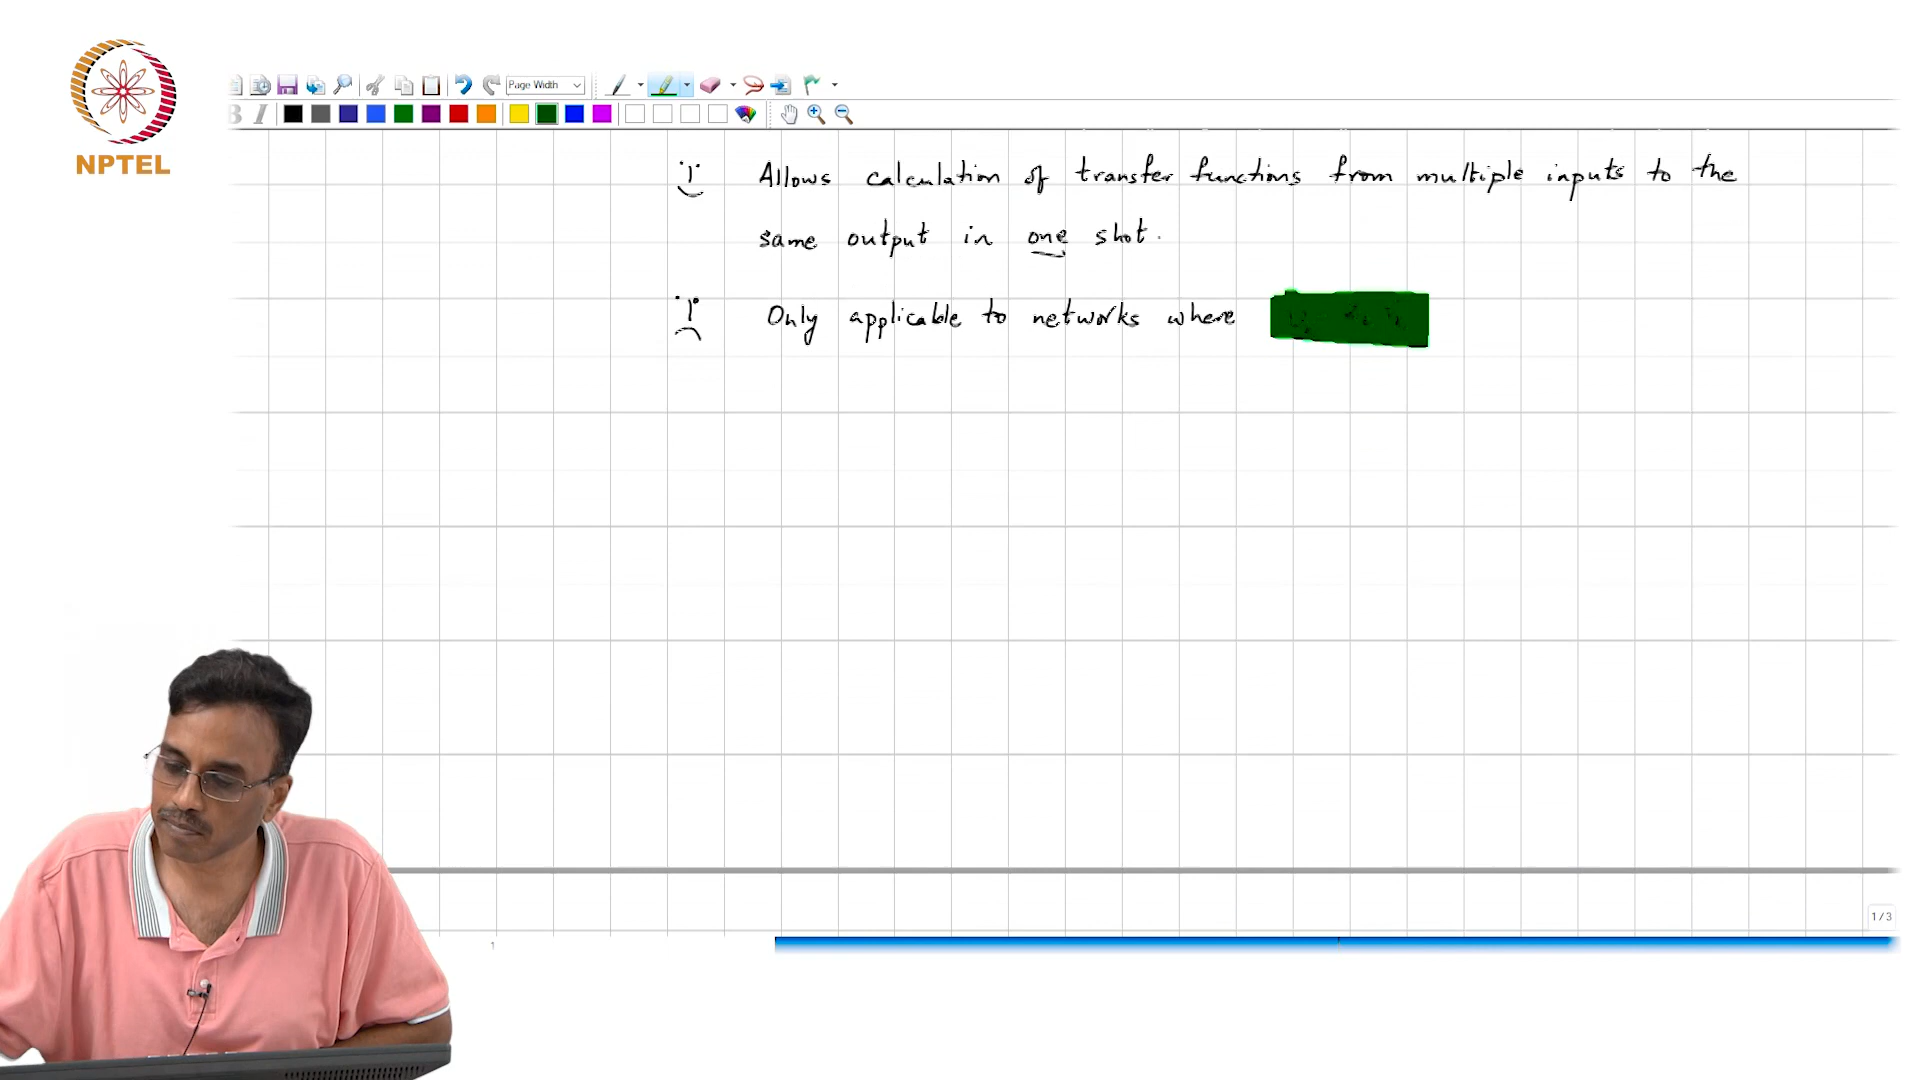 NPTEL
Page Width
Allows calculation of transfer functions from multiple inputs to the
same output in one shot.
Only applicable to networks where
1/3
1